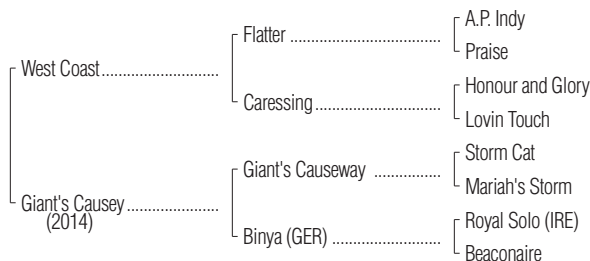 A.P. Indy
Flatter ...........................................
Praise
West Coast .................................
Honour and Glory
Caressing ....................................
Lovin Touch
Storm Cat
Giant's Causeway ...................
Mariah's Storm
Giant's Causey ..........................
(2014)
Royal Solo (IRE)
Binya (GER) ...............................
Beaconaire